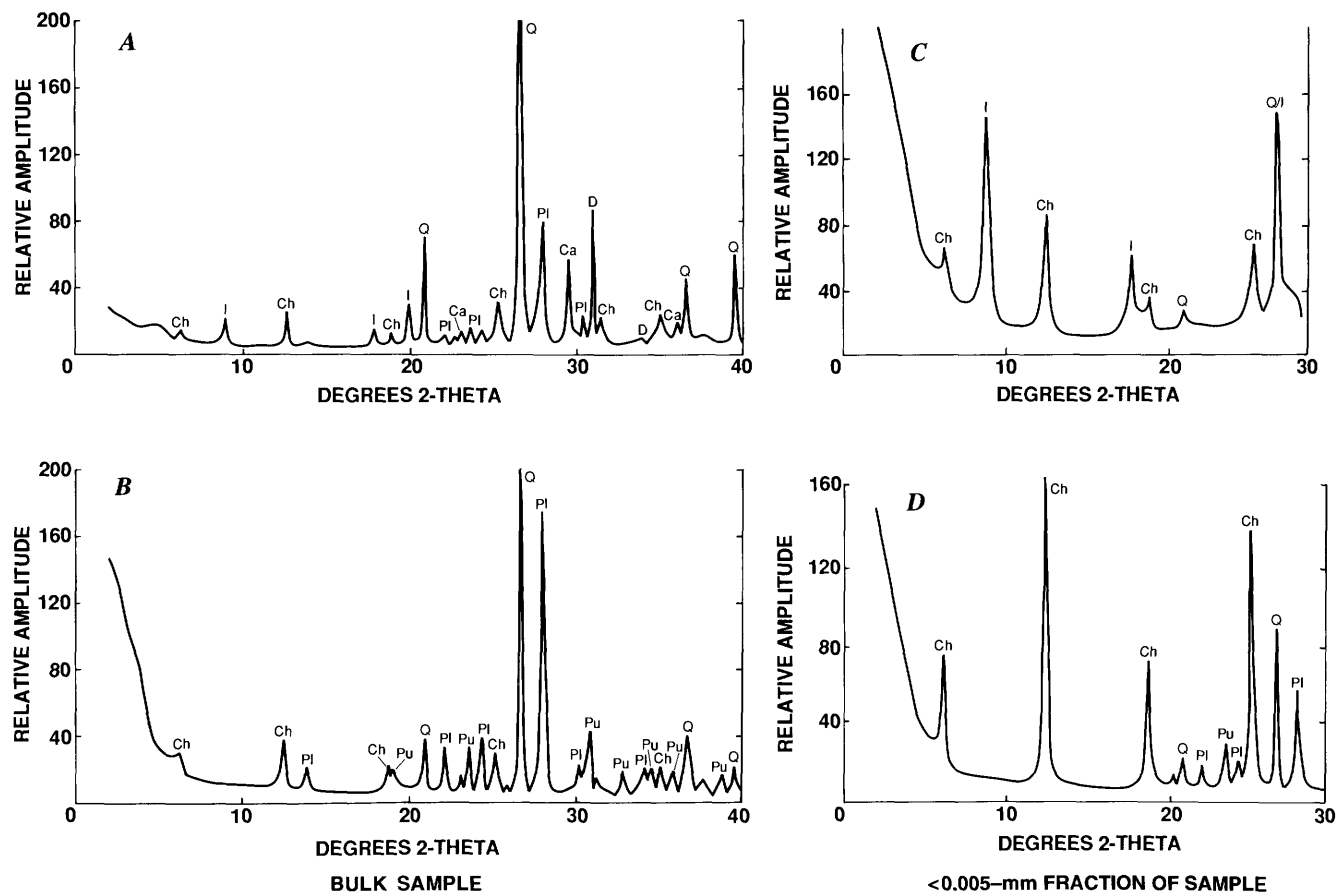 A
RELATIVE AMPLITUDE
200
160
120
80
40
0
10
20
30
40
DEGREES 2-THETA
Ch
I
Ch
I
Ch
I
Q
Pl
Ca
Pl
Ch
Q
Pl
Ca
Pl
D
Ch
D
Ch
Ca
Q
Q
C
RELATIVE AMPLITUDE
160
120
80
40
0
10
20
30
DEGREES 2-THETA
Ch
I
Ch
I
Ch
Q
Ch
Q/I
B
RELATIVE AMPLITUDE
200
160
120
80
40
0
10
20
30
40
DEGREES 2-THETA
BULK SAMPLE
Ch
Ch
Pl
Ch
Pu
Q
Pl
Pu
Pl
Ch
Q
Pl
Pl
Pu
Pu
Pl
Pu
Ch
Pu
Q
Pu
Q
D
RELATIVE AMPLITUDE
160
120
80
40
0
10
20
30
DEGREES 2-THETA
<0.005–mm FRACTION OF SAMPLE
Ch
Ch
Ch
Q
Pl
Pu
Pl
Ch
Q
Pl